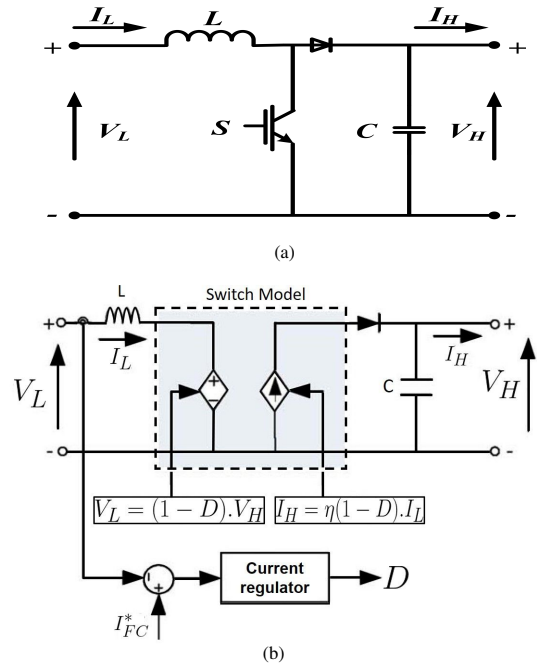 I_L L I_H
+ +
V_L S C V_H
- -
(a)
Switch Model
L
+ +
I_L I_H
V_L + − C V_H
- -
V_L = (1 − D).V_H I_H = η(1 − D).I_L
Current
regulator
- + D
I*_FC
(b)